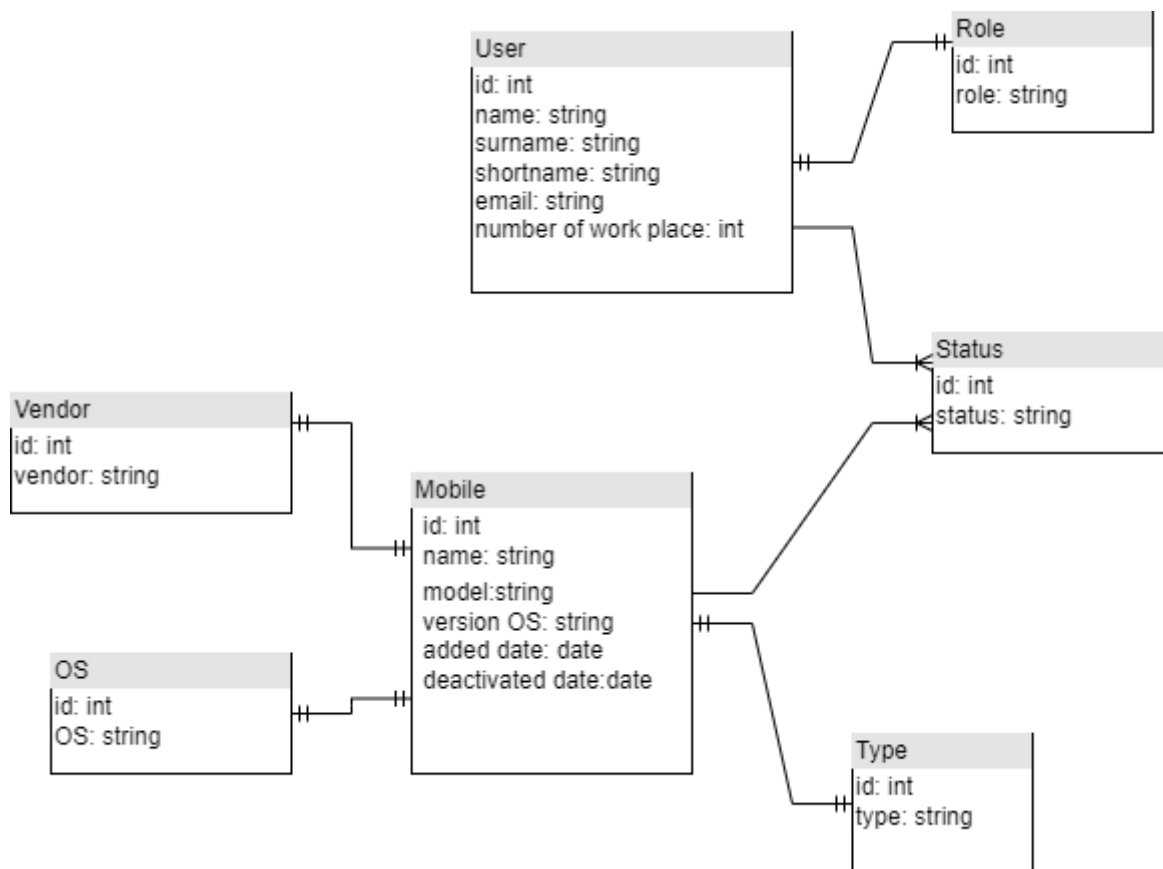 User
id: int
name: string
surname: string
shortname: string
email: string
number of work place: int
Role
id: int
role: string
Status
id: int
status: string
Vendor
id: int
vendor: string
Mobile
id: int
name: string
model:string
version OS: string
added date: date
deactivated date:date
OS
id: int
OS: string
Type
id: int
type: string